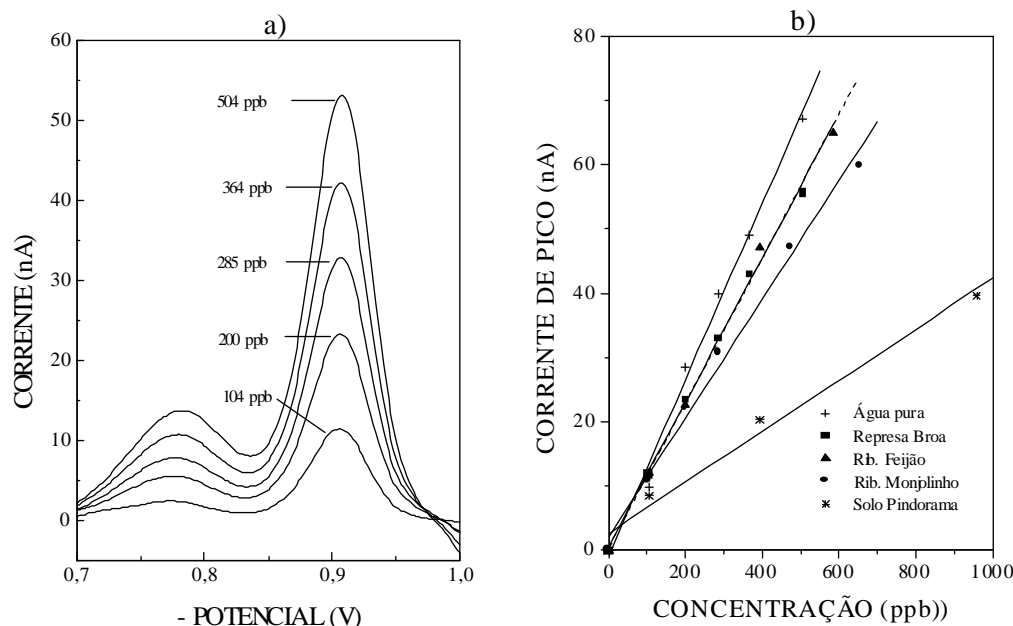 a)
60
50
40
30
20
10
0
CORRENTE (nA)
504 ppb
364 ppb
285 ppb
200 ppb
104 ppb
0,7
0,8
0,9
1,0
- POTENCIAL (V)
b)
80
60
40
20
0
CORRENTE DE PICO (nA)
Água pura
Represa Broa
Rib. Feijão
Rib. Monjolinho
Solo Pindorama
0
200
400
600
800
1000
CONCENTRAÇÃO (ppb))